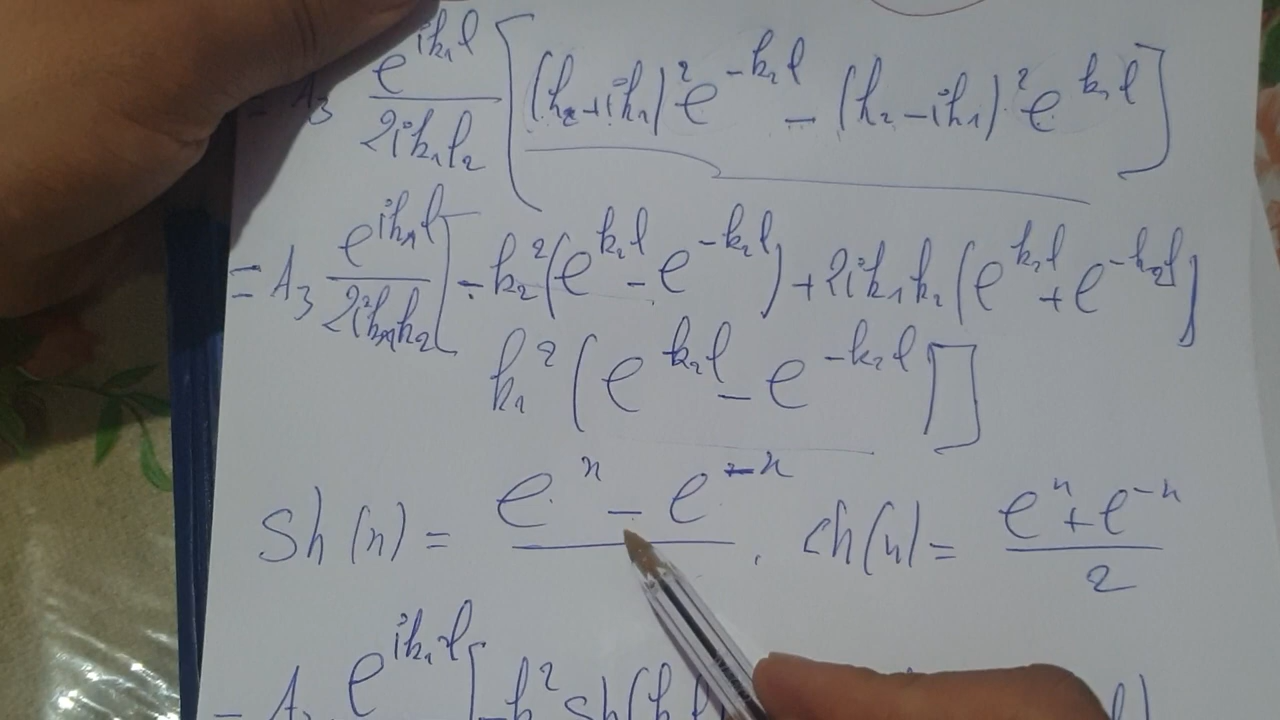 = A₃ e^{ik₁l} / 2ik₁l₂ [(k₂+ik₁)² e^{-k₂l} - (k₂-ik₁)² e^{k₂l}]
= A₃ e^{ik₁l} / 2ik₁k₂ [-k₂² (e^{k₂l} - e^{-k₂l}) + 2ik₁k₂ (e^{k₂l} + e^{-k₂l})
k₁² (e^{k₂l} - e^{-k₂l})]
Sh(x) = e^x - e^{-x} / . ch(x) = e^x + e^{-x} / 2
= A₃ e^{ik₁l} [-k₂² Sh(k₂l